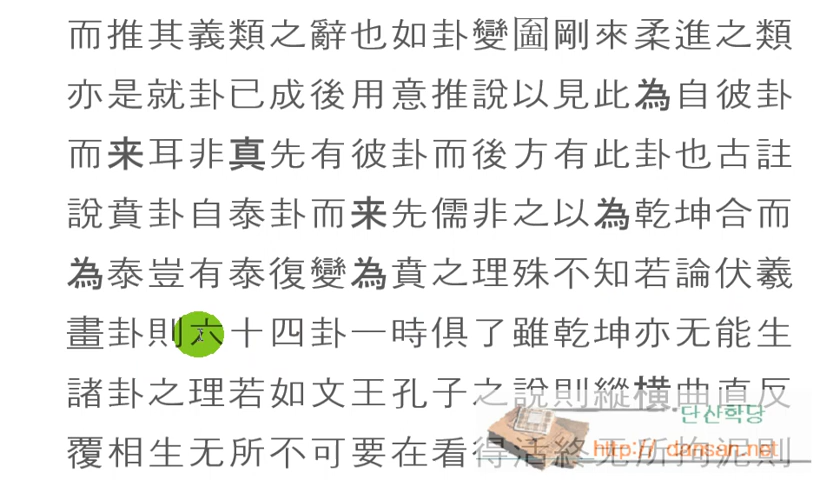 而推其義類之辭也如卦變圖剛來柔進之類
亦是就卦已成後用意推說以見此為自彼卦
而来耳非真先有彼卦而後方有此卦也古註
說賁卦自泰卦而来先儒非之以為乾坤合而
為泰豈有泰復變為賁之理殊不知若論伏羲
畫卦則六十四卦一時俱了雖乾坤亦无能生
諸卦之理若如文王孔子之說則縱横曲直反
覆相生无所不可要在看得活終无所拘泥則
단산학당
http://dansan.net